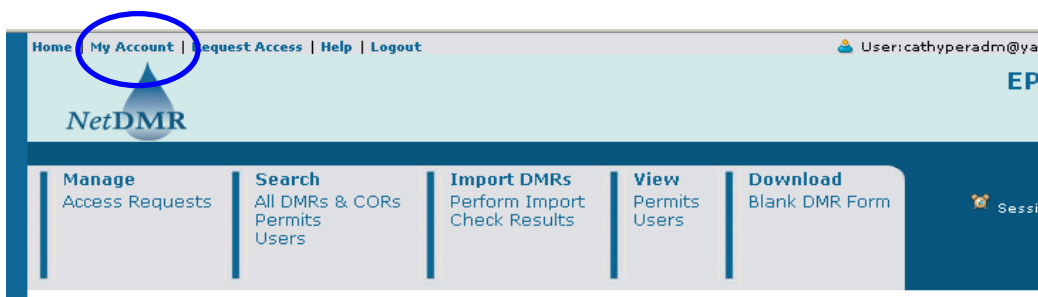 Home | My Account | Request Access | Help | Logout
User:cathyperadm@ya
EP
NetDMR
Manage
Access Requests
Search
All DMRs & CORs
Permits
Users
Import DMRs
Perform Import
Check Results
View
Permits
Users
Download
Blank DMR Form
Sessi